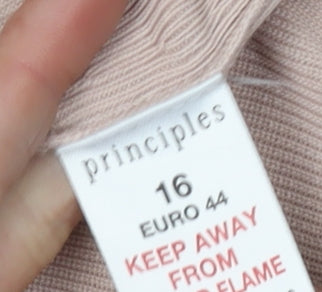 principles
16
EURO 44
KEEP AWAY
FROM
FLAME